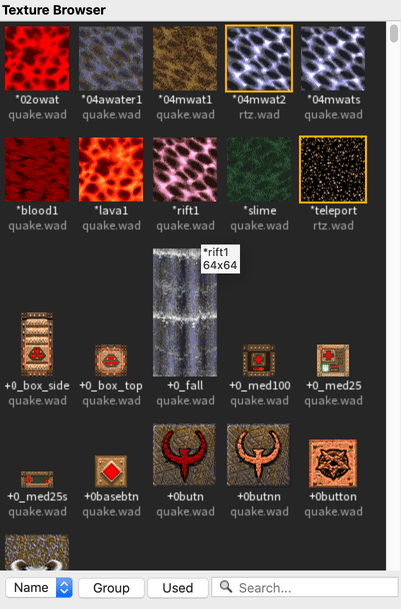 Texture Browser
*02owat *04awater1 *04mwat1 *04mwat2 *04mwats
quake.wad quake.wad quake.wad rtz.wad quake.wad
*blood1 *lava1 *rift1 *slime *teleport
quake.wad quake.wad quake.wad quake.wad rtz.wad
*rift1
64x64
+0_box_side +0_box_top +0_fall +0_med100 +0_med25
quake.wad quake.wad quake.wad quake.wad quake.wad
+0_med25s +0basebtn +0butn +0butnn +0button
quake.wad quake.wad quake.wad quake.wad quake.wad
Name Group Used Search...